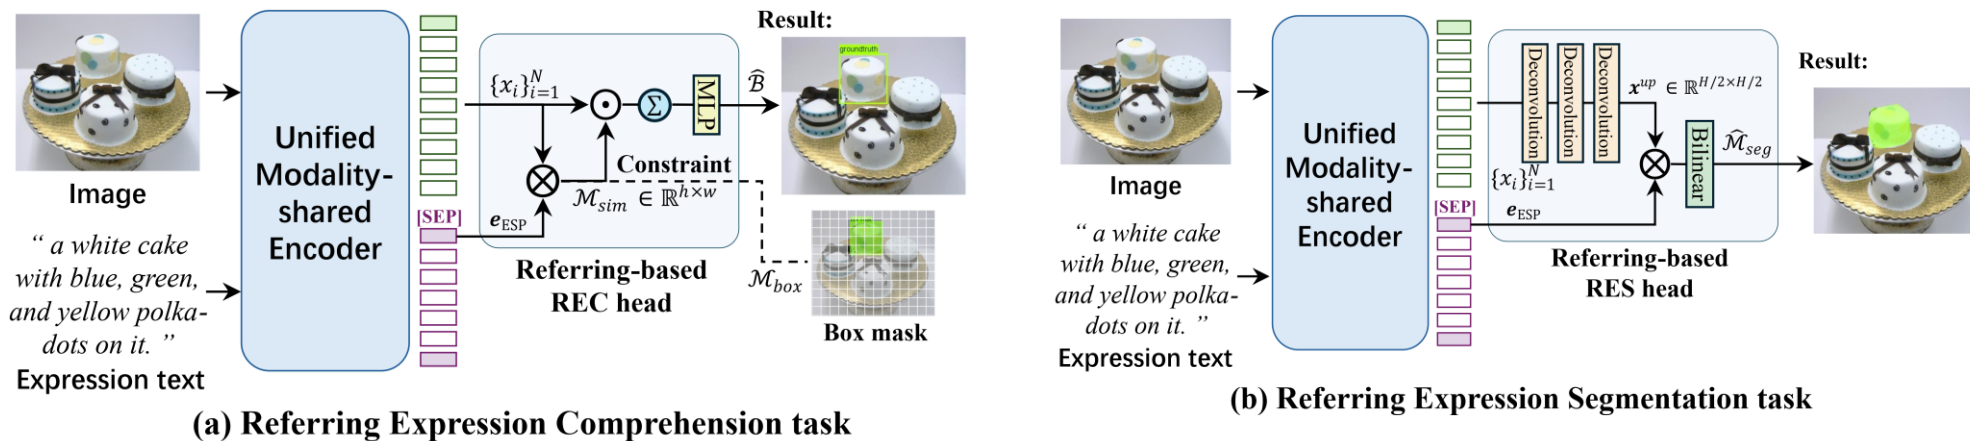 Image
“ a white cake
with blue, green,
and yellow polka-
dots on it. ”
Expression text
Unified
Modality-
shared
Encoder
[SEP]
{x_i}_{i=1}^N
e_ESP
Σ
MLP
B̂
Constraint
M_sim ∈ ℝ^{h×w}
M_box
Referring-based
REC head
Result:
groundtruth
Box mask
(a) Referring Expression Comprehension task
Image
“ a white cake
with blue, green,
and yellow polka-
dots on it. ”
Expression text
Unified
Modality-
shared
Encoder
[SEP]
{x_i}_{i=1}^N
e_ESP
Deconvolution
Deconvolution
Deconvolution
x^{up} ∈ ℝ^{H/2×H/2}
Bilinear
M̂_seg
Referring-based
RES head
Result:
(b) Referring Expression Segmentation task